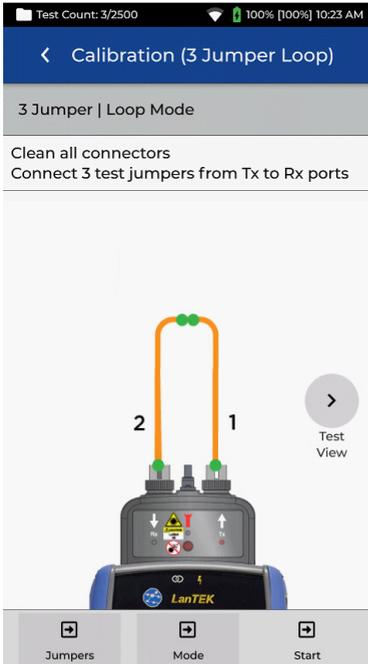 Test Count: 3/2500
100% [100%] 10:23 AM
Calibration (3 Jumper Loop)
3 Jumper | Loop Mode
Clean all connectors
Connect 3 test jumpers from Tx to Rx ports
2
1
Test
View
Rx
Tx
LanTEK
Jumpers
Mode
Start